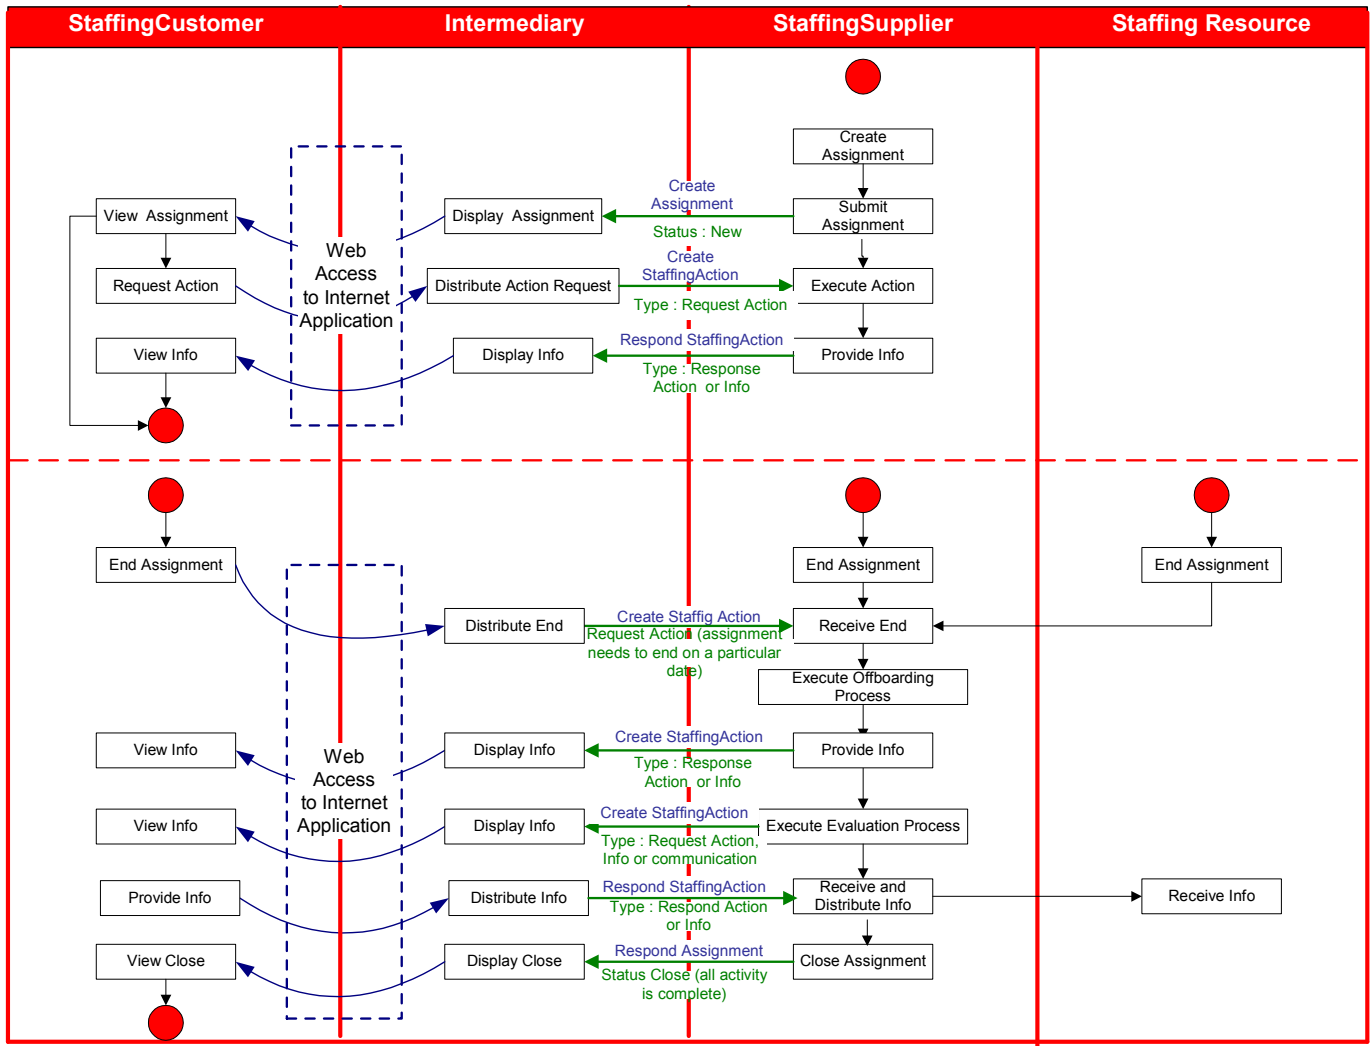 StaffingCustomer
Intermediary
StaffingSupplier
Staffing Resource
Create
Assignment
View Assignment
Display Assignment
Create
Assignment
Status : New
Submit
Assignment
Web
Access
to Internet
Application
Request Action
Distribute Action Request
Create
StaffingAction
Type : Request Action
Execute Action
View Info
Display Info
Respond StaffingAction
Type : Response
Action or Info
Provide Info
End Assignment
End Assignment
End Assignment
Distribute End
Create Staffig Action
Request Action (assignment
needs to end on a particular
date)
Receive End
Execute Offboarding
Process
Web
Access
to Internet
Application
View Info
Display Info
Create StaffingAction
Type : Response
Action or Info
Provide Info
View Info
Display Info
Create StaffingAction
Type : Request Action,
Info or communication
Execute Evaluation Process
Provide Info
Distribute Info
Respond StaffingAction
Type : Respond Action
or Info
Receive and
Distribute Info
Receive Info
View Close
Display Close
Respond Assignment
Status Close (all activity
is complete)
Close Assignment